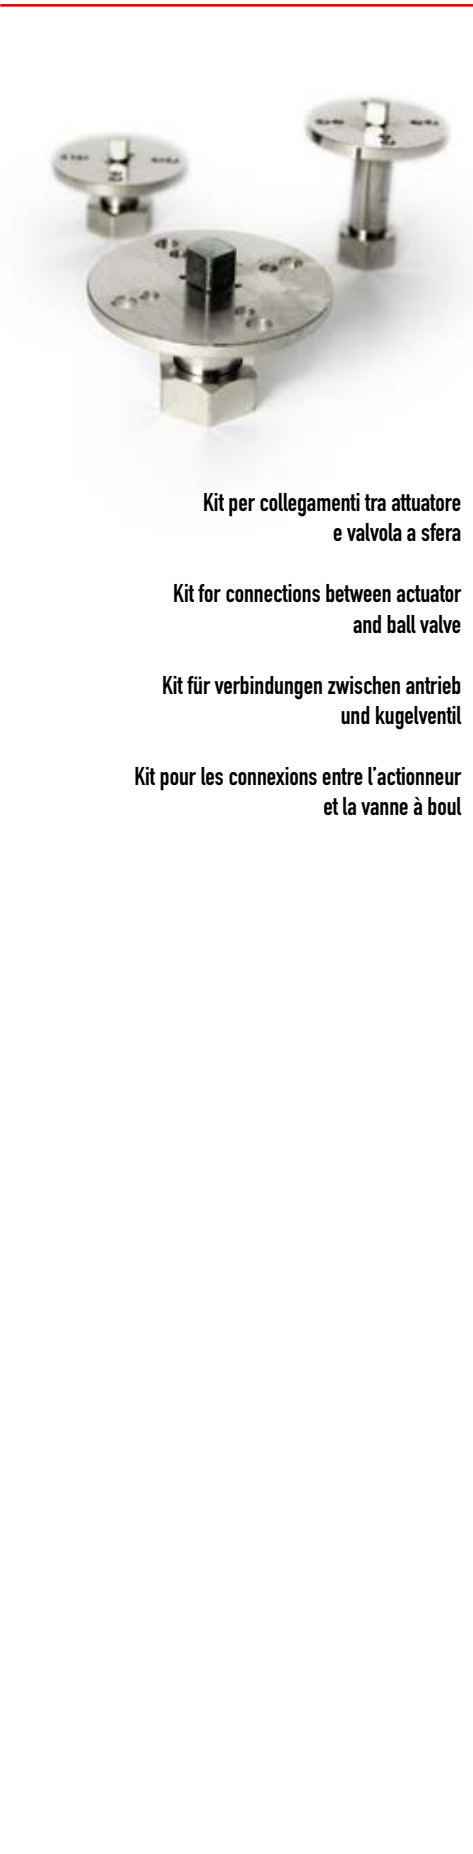 Kit per collegamenti tra attuatore
e valvola a sfera
Kit for connections between actuator
and ball valve
Kit für verbindungen zwischen antrieb
und kugelventil
Kit pour les connexions entre l'actionneur
et la vanne à boul